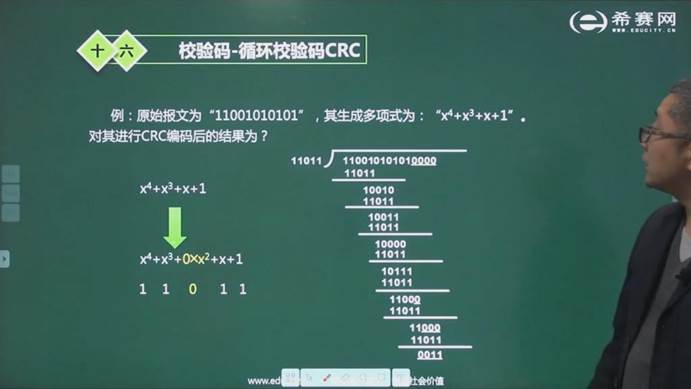 希赛网
WWW.EDUCITY.CN
十六 校验码-循环校验码CRC
例：原始报文为“11001010101”，其生成多项式为：“x⁴+x³+x+1”。
对其进行CRC编码后的结果为？
11011
110010101010000
11011
10010
11011
10011
11011
10000
11011
10111
11011
11000
11011
11000
11011
0011
x⁴+x³+x+1
x⁴+x³+0×x²+x+1
1 1 0 1 1
社会价值